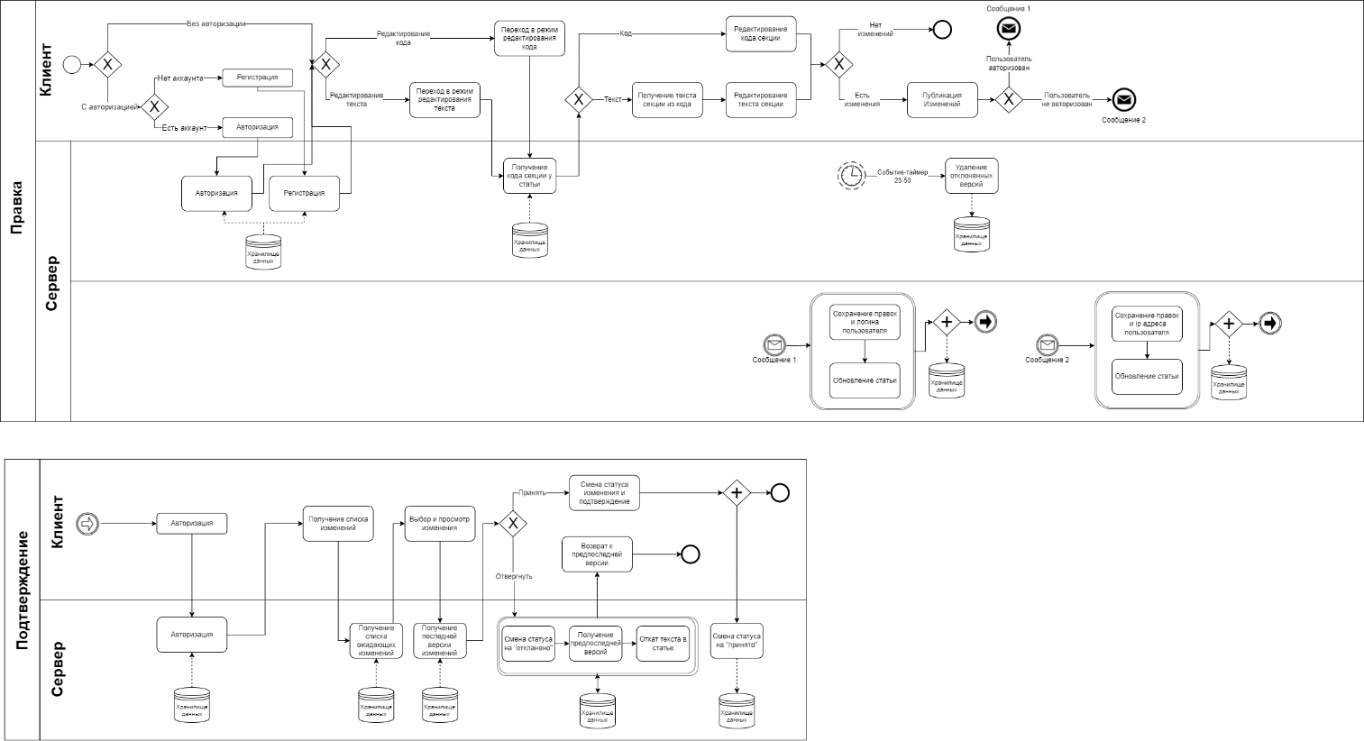 Правка
Клиент
Без авторизации
С авторизацией
Нет аккаунта
Есть аккаунт
Регистрация
Авторизация
Редактирование
кода
Редактирование
текста
Переход в режим
редактирования
кода
Переход в режим
редактирования
текста
Код
Текст
Редактирование
кода секции
Получение текста
секции из кода
Редактирование
текста секции
Нет
изменений
Есть
изменения
Публикация
Изменений
Сообщение 1
Пользователь
авторизован
Пользователь
не авторизован
Сообщение 2
Сервер
Авторизация
Регистрация
Хранилище
данных
Получение
кода секции у
статьи
Хранилище
данных
Событие-таймер
23-50
Удаление
отклоненных
версий
Хранилище
данных
Сообщение 1
Сохранение правок
и логина
пользователя
Обновление статьи
Хранилище
данных
Сообщение 2
Сохранение правок
и ip адреса
пользователя
Обновление статьи
Хранилище
данных
Подтверждение
Клиент
Авторизация
Получение списка
изменений
Выбор и просмотр
изменения
Принять
Отвергнуть
Смена статуса
изменения и
подтверждение
Возврат к
предпоследней
версии
Сервер
Авторизация
Хранилище
данных
Получение
списка
ожидающих
изменений
Хранилище
данных
Получение
последней
версии
изменений
Хранилище
данных
Смена статуса
на "отклонено"
Получение
предпоследней
версий
Откат текста в
статье
Хранилище
данных
Смена статуса
на "принято"
Хранилище
данных